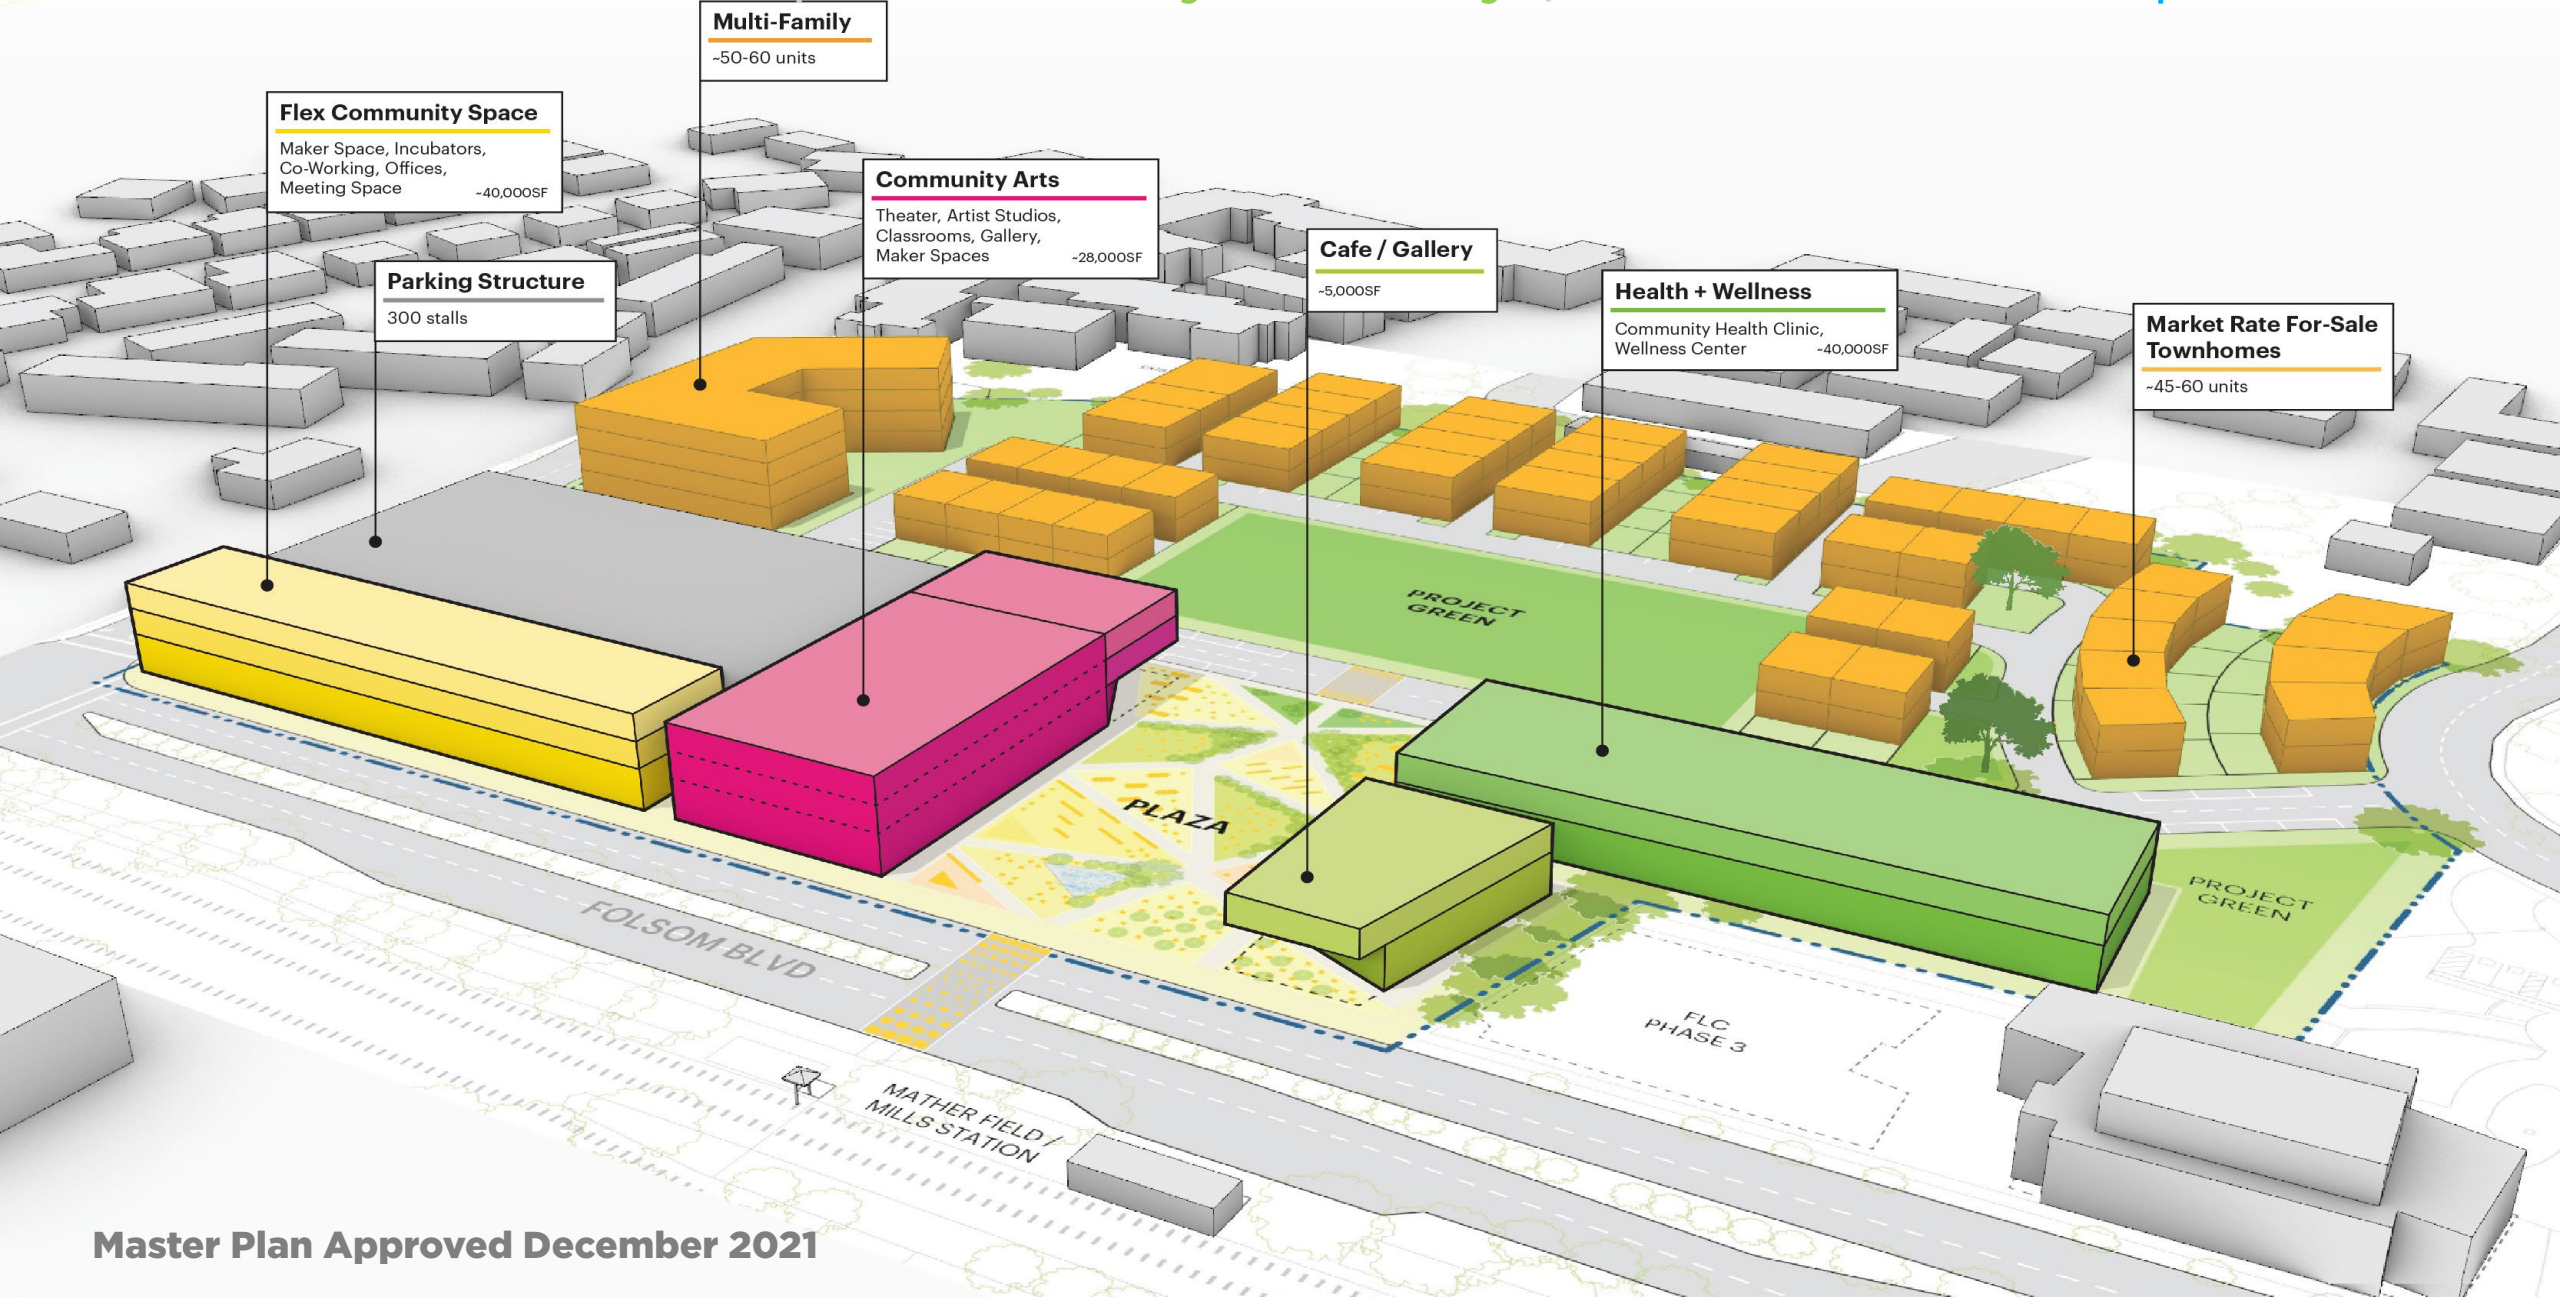 Multi-Family
~50-60 units
Flex Community Space
Maker Space, Incubators,
Co-Working, Offices,
Meeting Space ~40,000SF
Community Arts
Theater, Artist Studios,
Classrooms, Gallery,
Maker Spaces ~28,000SF
Cafe / Gallery
~5,000SF
Parking Structure
300 stalls
Health + Wellness
Community Health Clinic,
Wellness Center ~40,000SF
Market Rate For-Sale
Townhomes
~45-60 units
PROJECT
GREEN
PLAZA
PROJECT
GREEN
FOLSOM BLVD
FLC
PHASE 3
MATHER FIELD /
MILLS STATION
Master Plan Approved December 2021